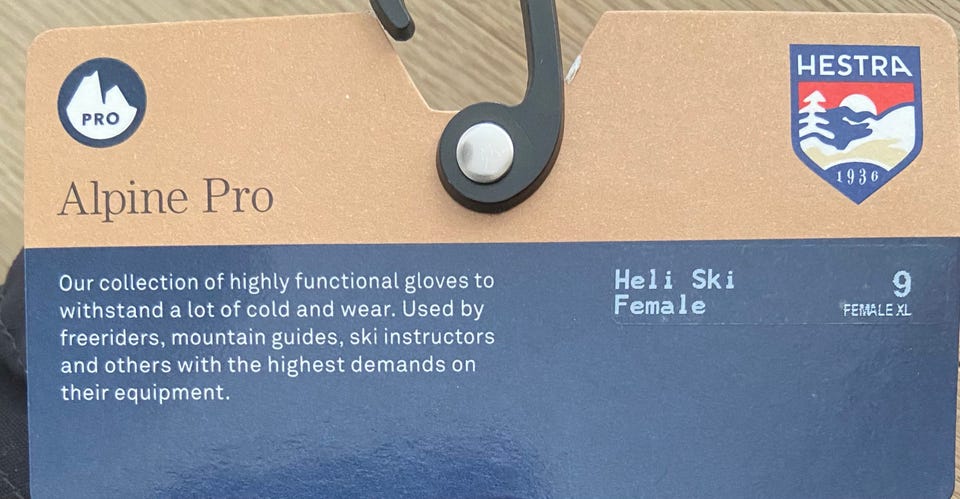 PRO
HESTRA
1936
Alpine Pro
Our collection of highly functional gloves to
withstand a lot of cold and wear. Used by
freeriders, mountain guides, ski instructors
and others with the highest demands on
their equipment.
Heli Ski
Female
9
FEMALE XL